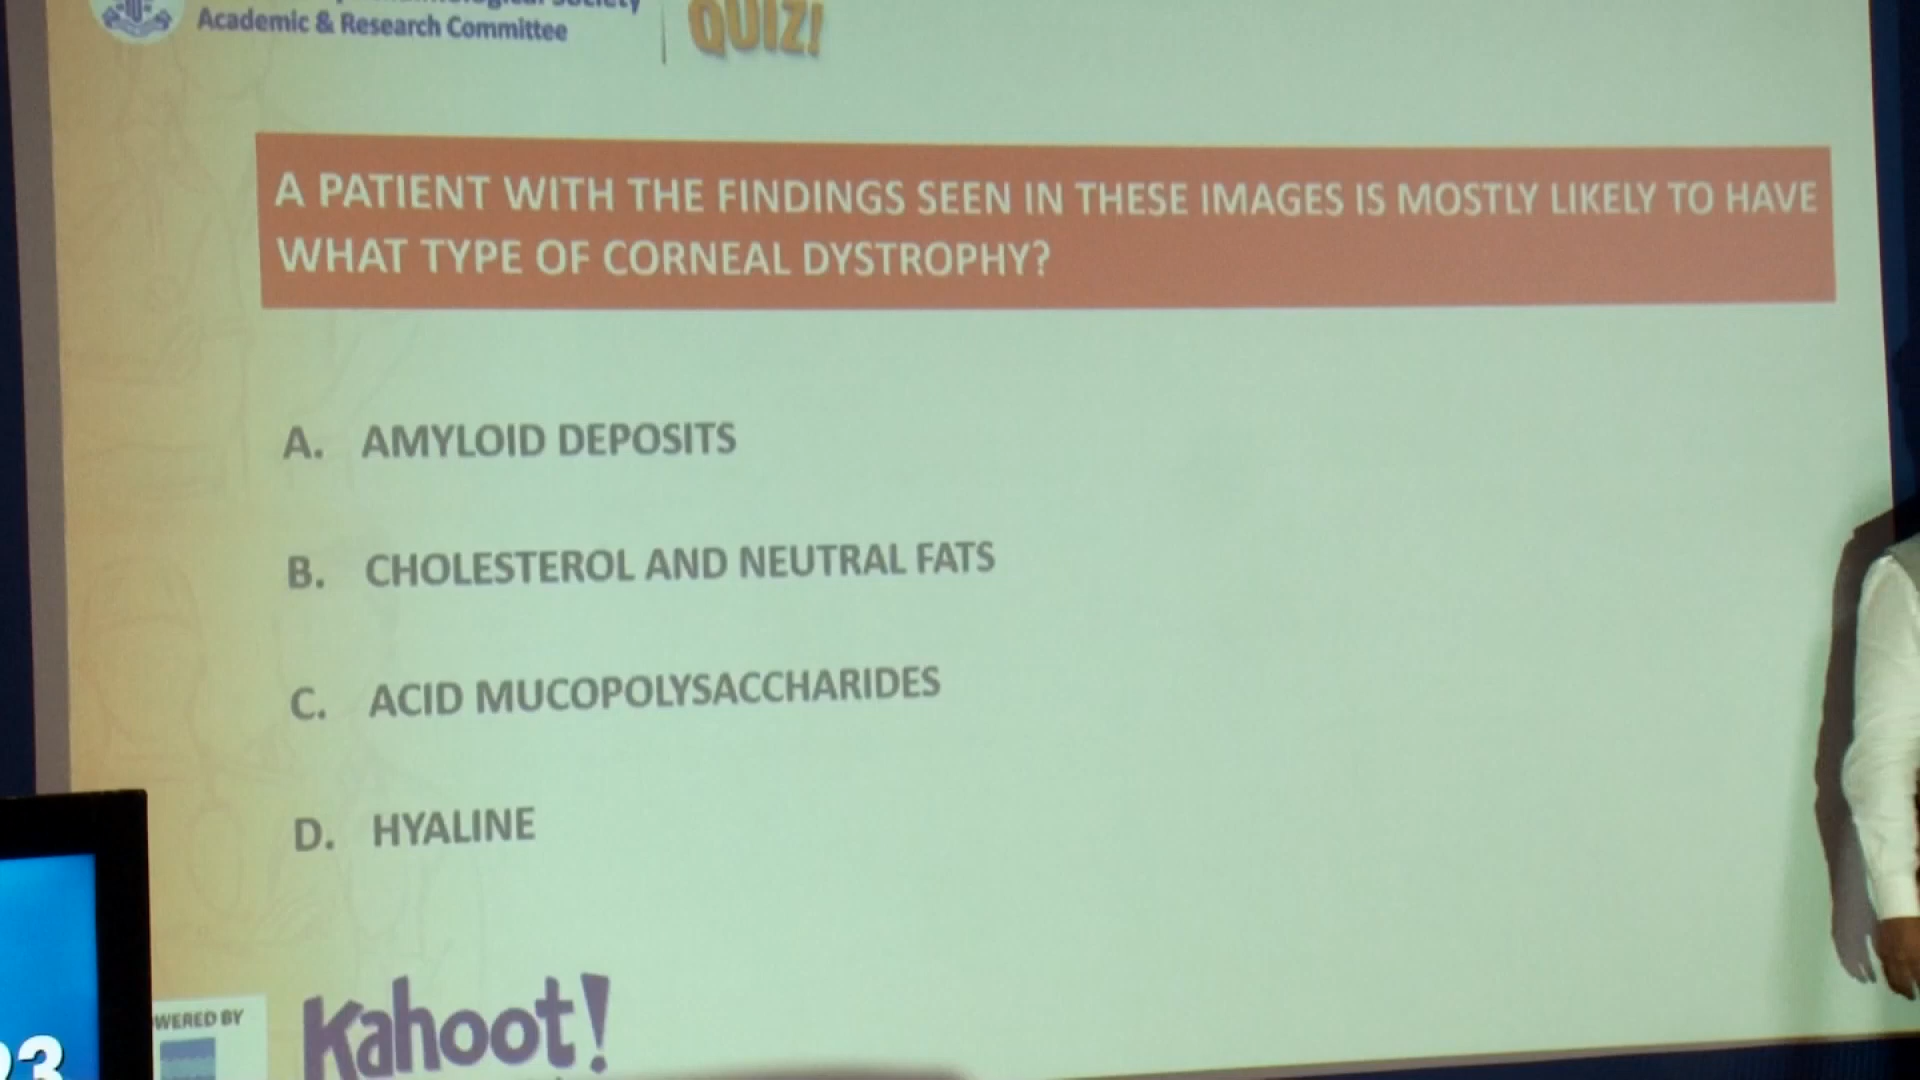 Academic & Research Committee
QUIZ!
A PATIENT WITH THE FINDINGS SEEN IN THESE IMAGES IS MOSTLY LIKELY TO HAVE
WHAT TYPE OF CORNEAL DYSTROPHY?
A. AMYLOID DEPOSITS
B. CHOLESTEROL AND NEUTRAL FATS
C. ACID MUCOPOLYSACCHARIDES
D. HYALINE
WERED BY
Kahoot!
23